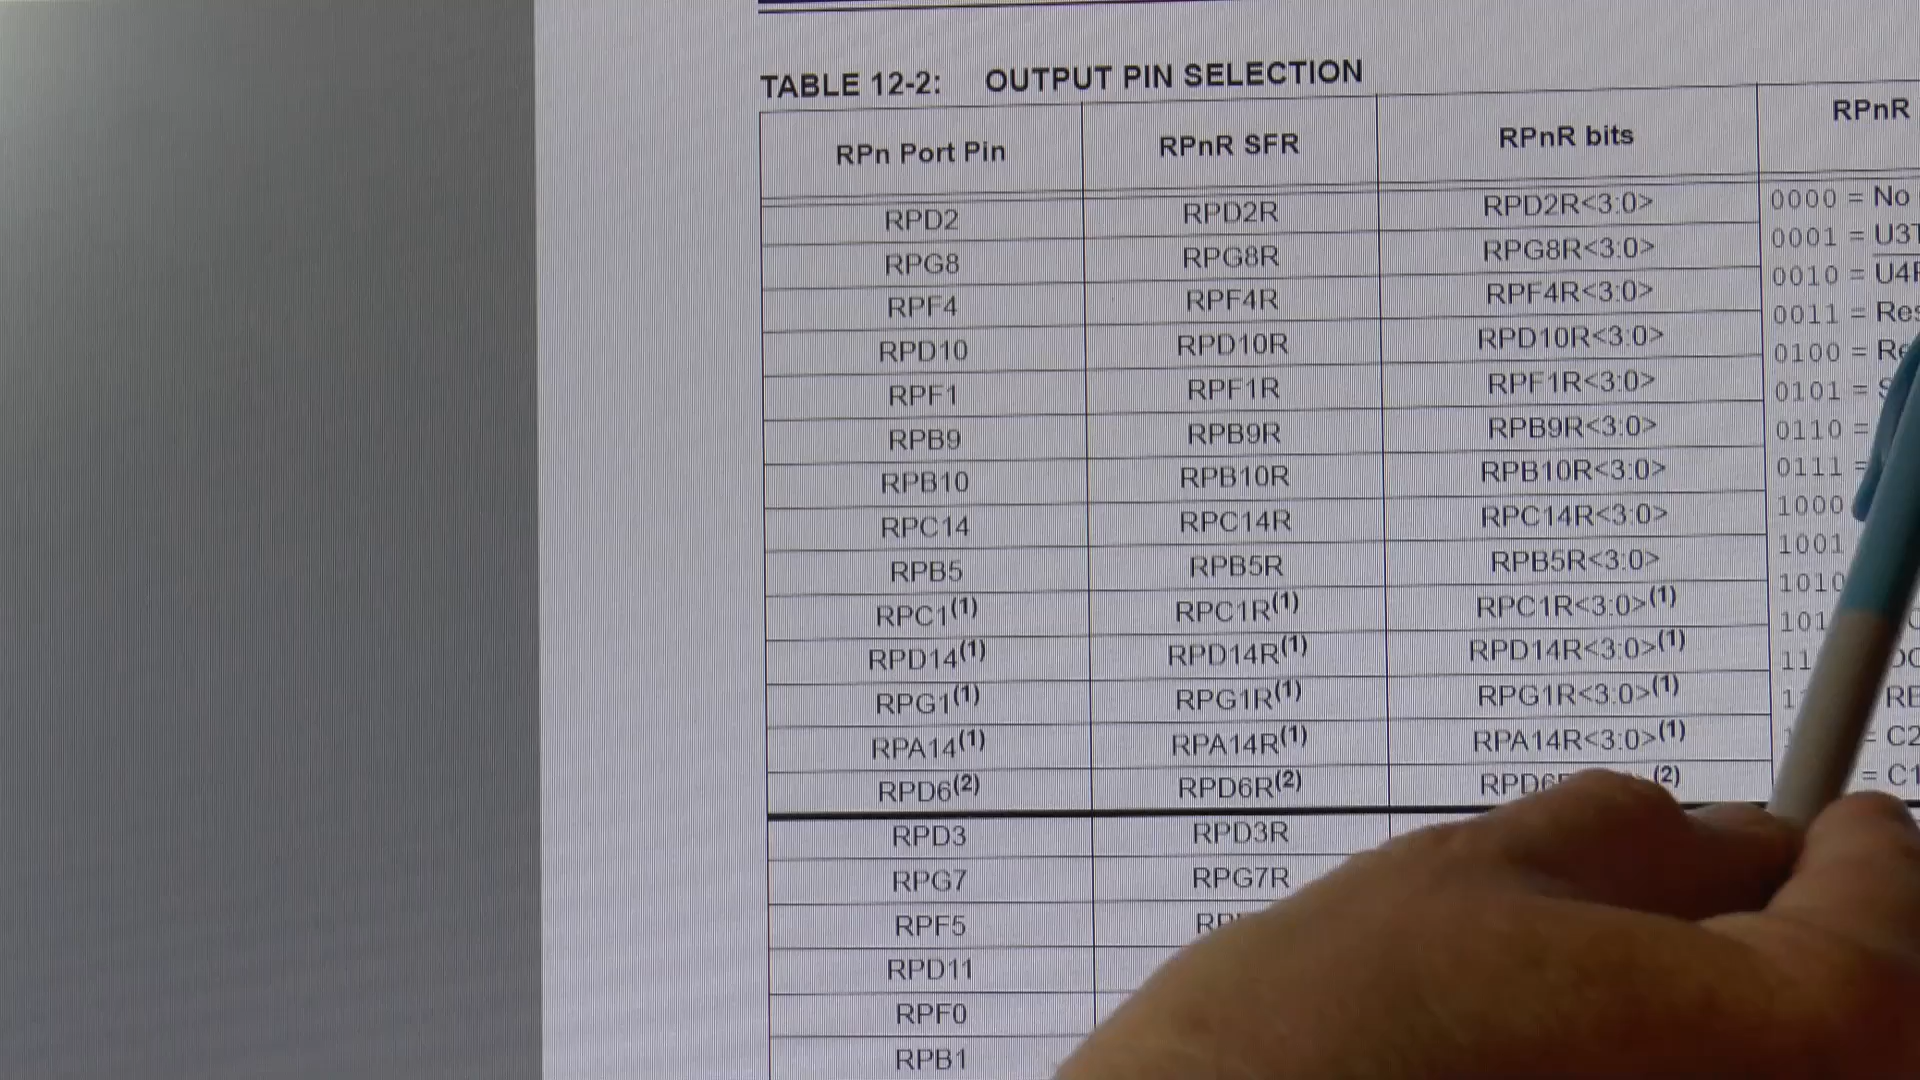 TABLE 12-2: OUTPUT PIN SELECTION
RPn Port Pin RPnR SFR RPnR bits RPnR
RPD2 RPD2R RPD2R<3:0> 0000 = No
RPG8 RPG8R RPG8R<3:0> 0001 =
RPF4 RPF4R RPF4R<3:0> 0010 =
RPD10 RPD10R RPD10R<3:0> 0011 =
RPF1 RPF1R RPF1R<3:0> 0100 =
RPB9 RPB9R RPB9R<3:0> 0101 =
RPB10 RPB10R RPB10R<3:0> 0110 =
RPC14 RPC14R RPC14R<3:0> 0111 =
RPB5 RPB5R RPB5R<3:0> 1000
RPC1(1) RPC1R(1) RPC1R<3:0>(1) 1001
RPD14(1) RPD14R(1) RPD14R<3:0>(1) 1010
RPG1(1) RPG1R(1) RPG1R<3:0>(1)
RPA14(1) RPA14R(1) RPA14R<3:0>(1) = C2
RPD6(2) RPD6R(2) (2) = C1
RPD3 RPD3R
RPG7 RPG7R
RPF5
RPD11
RPF0
RPB1